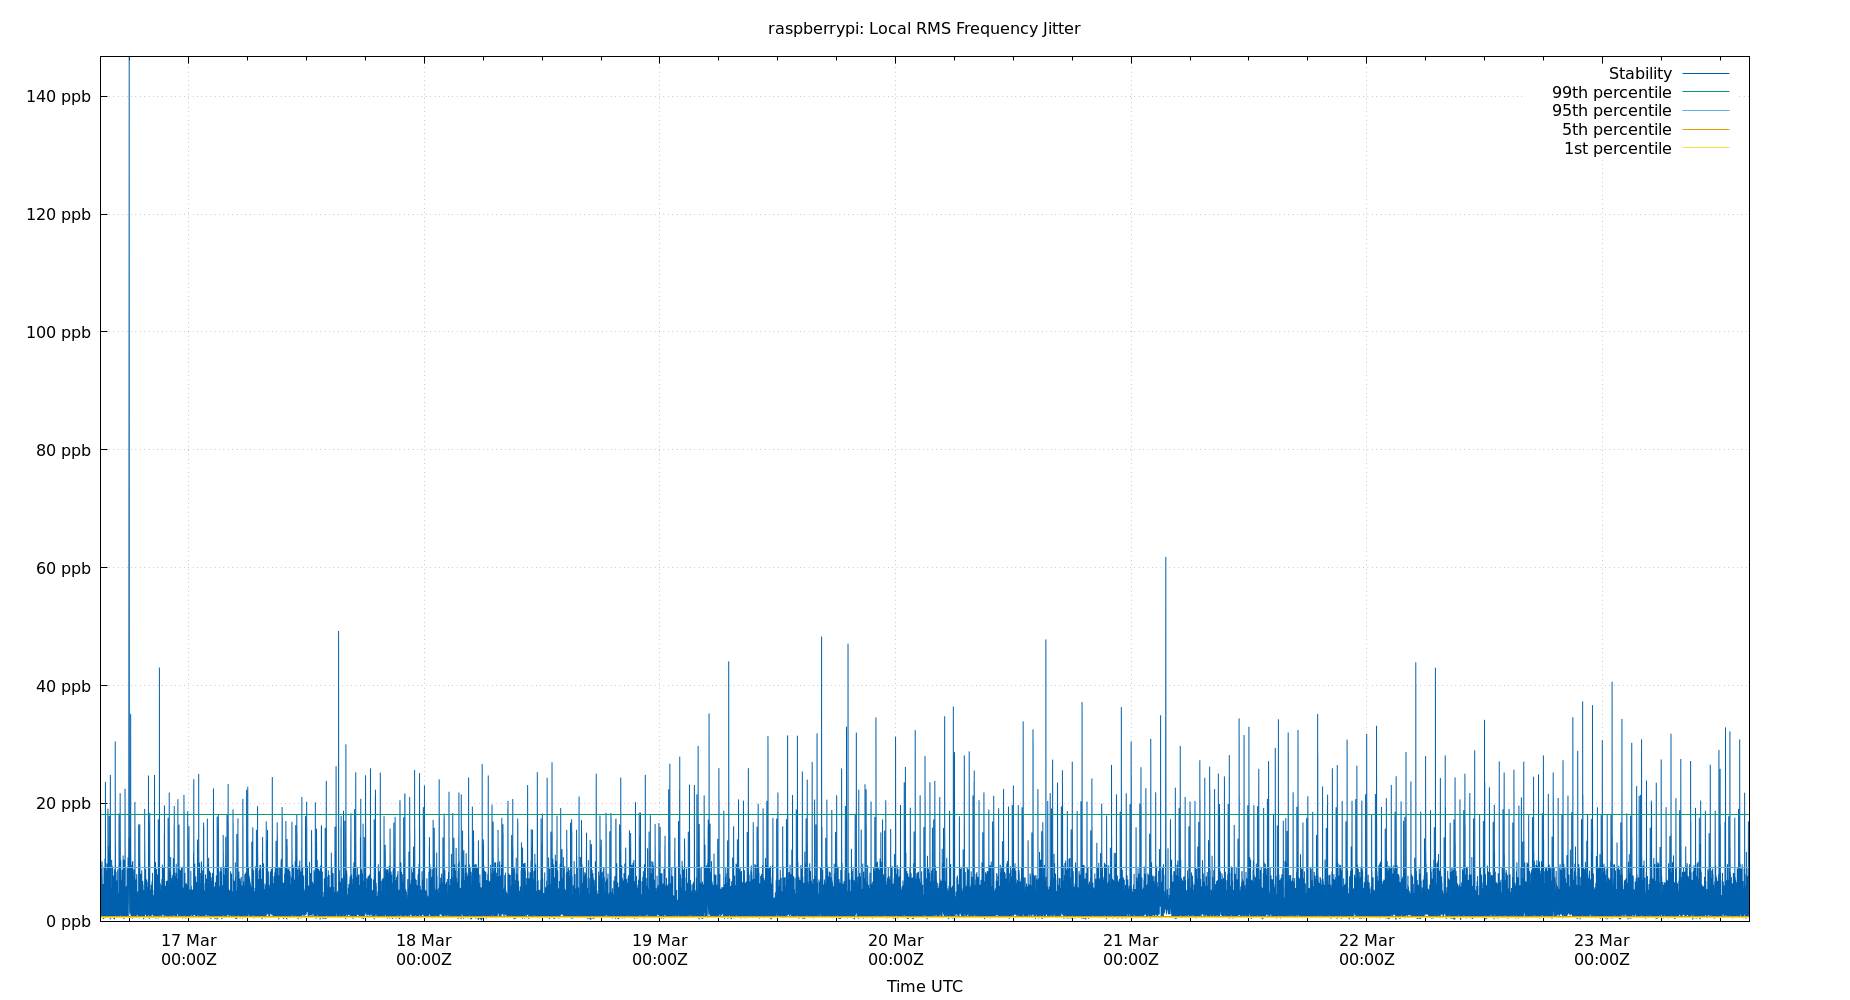 raspberrypi: Local RMS Frequency Jitter
Stability
99th percentile
95th percentile
5th percentile
1st percentile
140 ppb
120 ppb
100 ppb
80 ppb
60 ppb
40 ppb
20 ppb
0 ppb
17 Mar 18 Mar 19 Mar 20 Mar 21 Mar 22 Mar 23 Mar
00:00Z 00:00Z 00:00Z 00:00Z 00:00Z 00:00Z 00:00Z
Time UTC